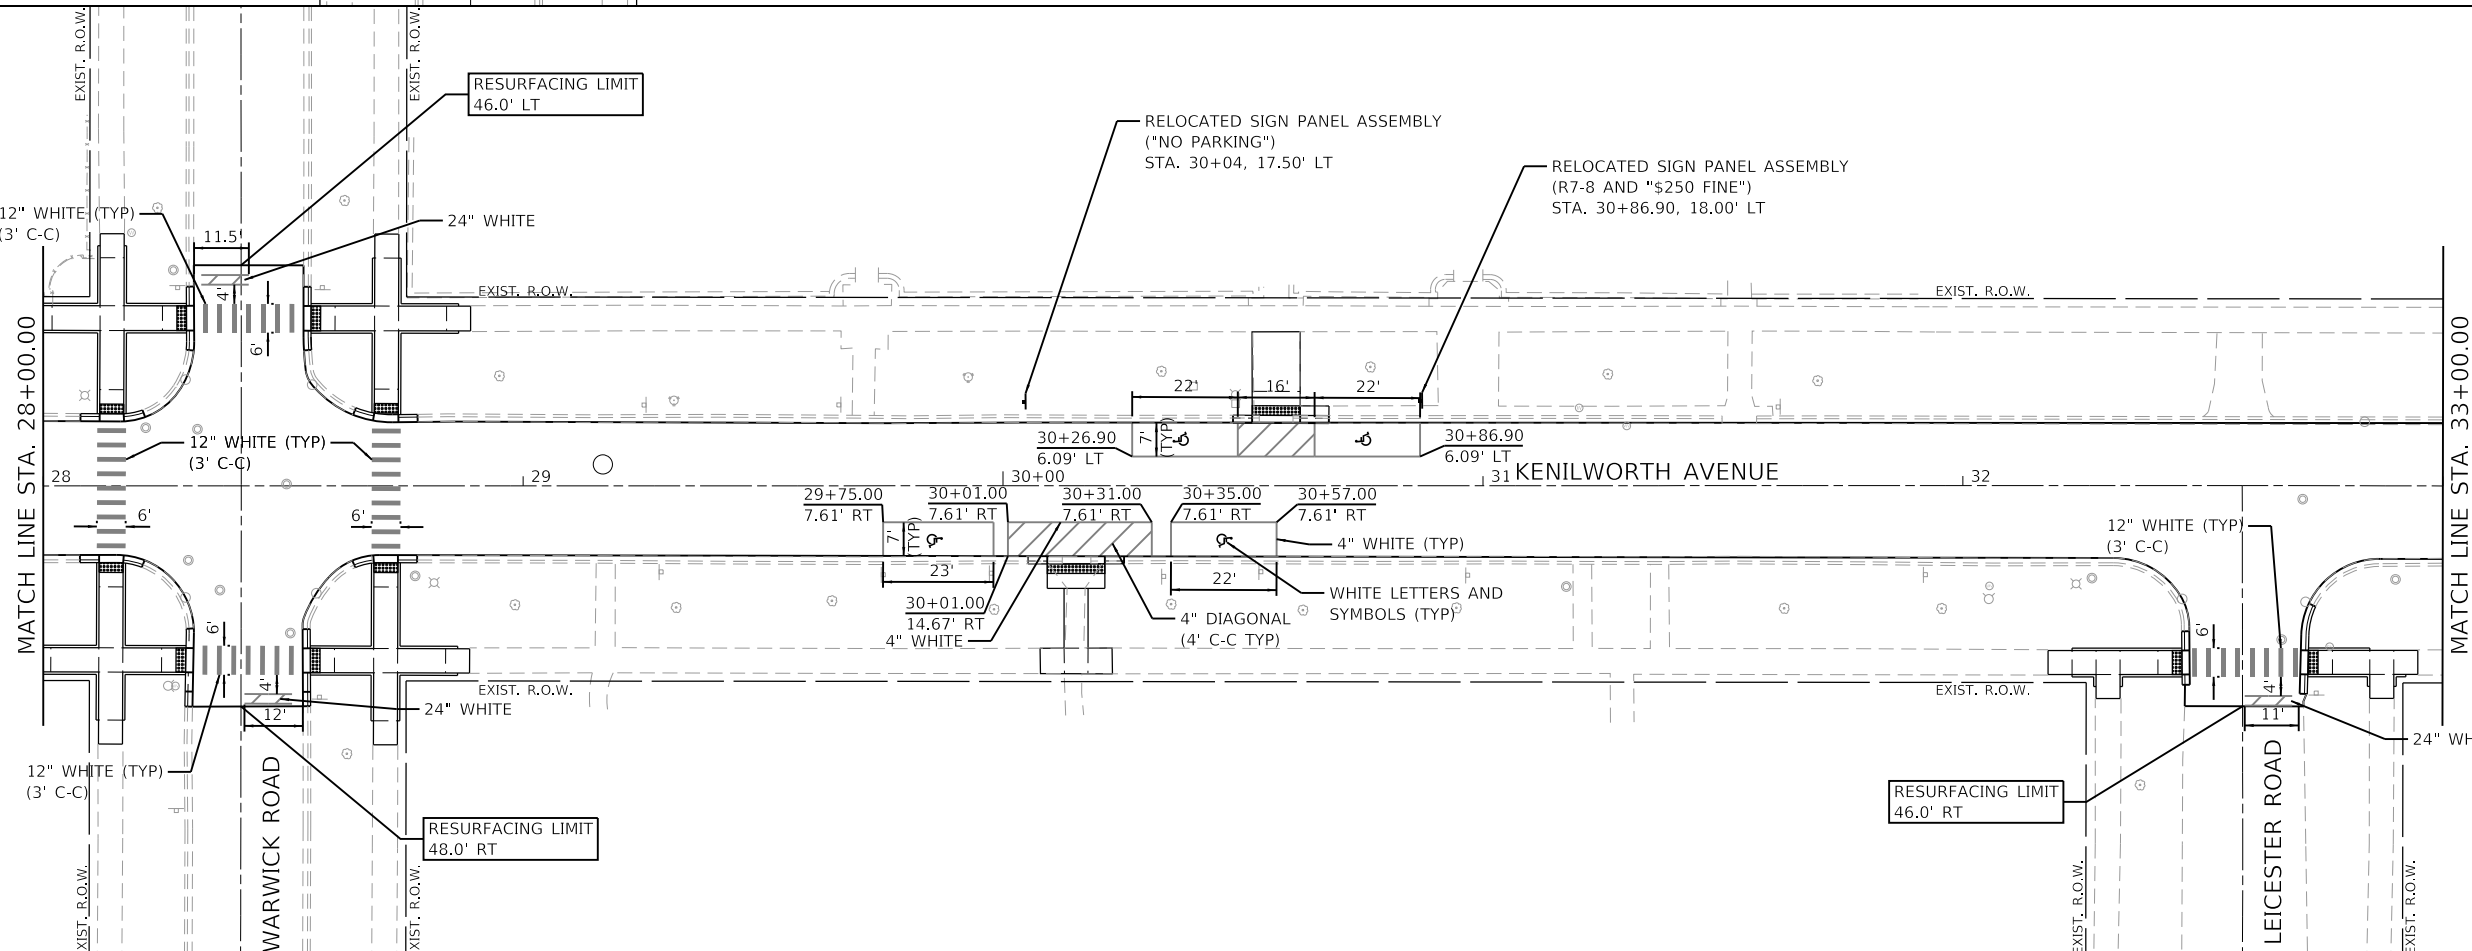 EXIST. R.O.W.
EXIST. R.O.W.
RESURFACING LIMIT
46.0' LT
RELOCATED SIGN PANEL ASSEMBLY
("NO PARKING")
STA. 30+04, 17.50' LT
RELOCATED SIGN PANEL ASSEMBLY
(R7-8 AND "$250 FINE")
STA. 30+86.90, 18.00' LT
12" WHITE (TYP)
(3' C-C)
24" WHITE
11.5'
4'
6'
EXIST. R.O.W.
EXIST. R.O.W.
MATCH LINE STA. 28+00.00
MATCH LINE STA. 33+00.00
22'
16'
22'
7'
(TYP)
30+26.90
6.09' LT
30+86.90
6.09' LT
12" WHITE (TYP)
(3' C-C)
28
29
30+00
31
KENILWORTH AVENUE
32
6'
6'
29+75.00
7.61' RT
30+01.00
7.61' RT
30+31.00
7.61' RT
30+35.00
7.61' RT
30+57.00
7.61' RT
7'
(TYP)
4" WHITE (TYP)
12" WHITE (TYP)
(3' C-C)
23'
22'
30+01.00
14.67' RT
4" WHITE
WHITE LETTERS AND
SYMBOLS (TYP)
4" DIAGONAL
(4' C-C TYP)
6'
4'
12'
EXIST. R.O.W.
24" WHITE
EXIST. R.O.W.
6'
4'
11'
24" WH
12" WHITE (TYP)
(3' C-C)
WARWICK ROAD
RESURFACING LIMIT
48.0' RT
RESURFACING LIMIT
46.0' RT
LEICESTER ROAD
XIST. R.O.W.
XIST. R.O.W.
EXIST. R.O.W.
EXIST. R.O.W.